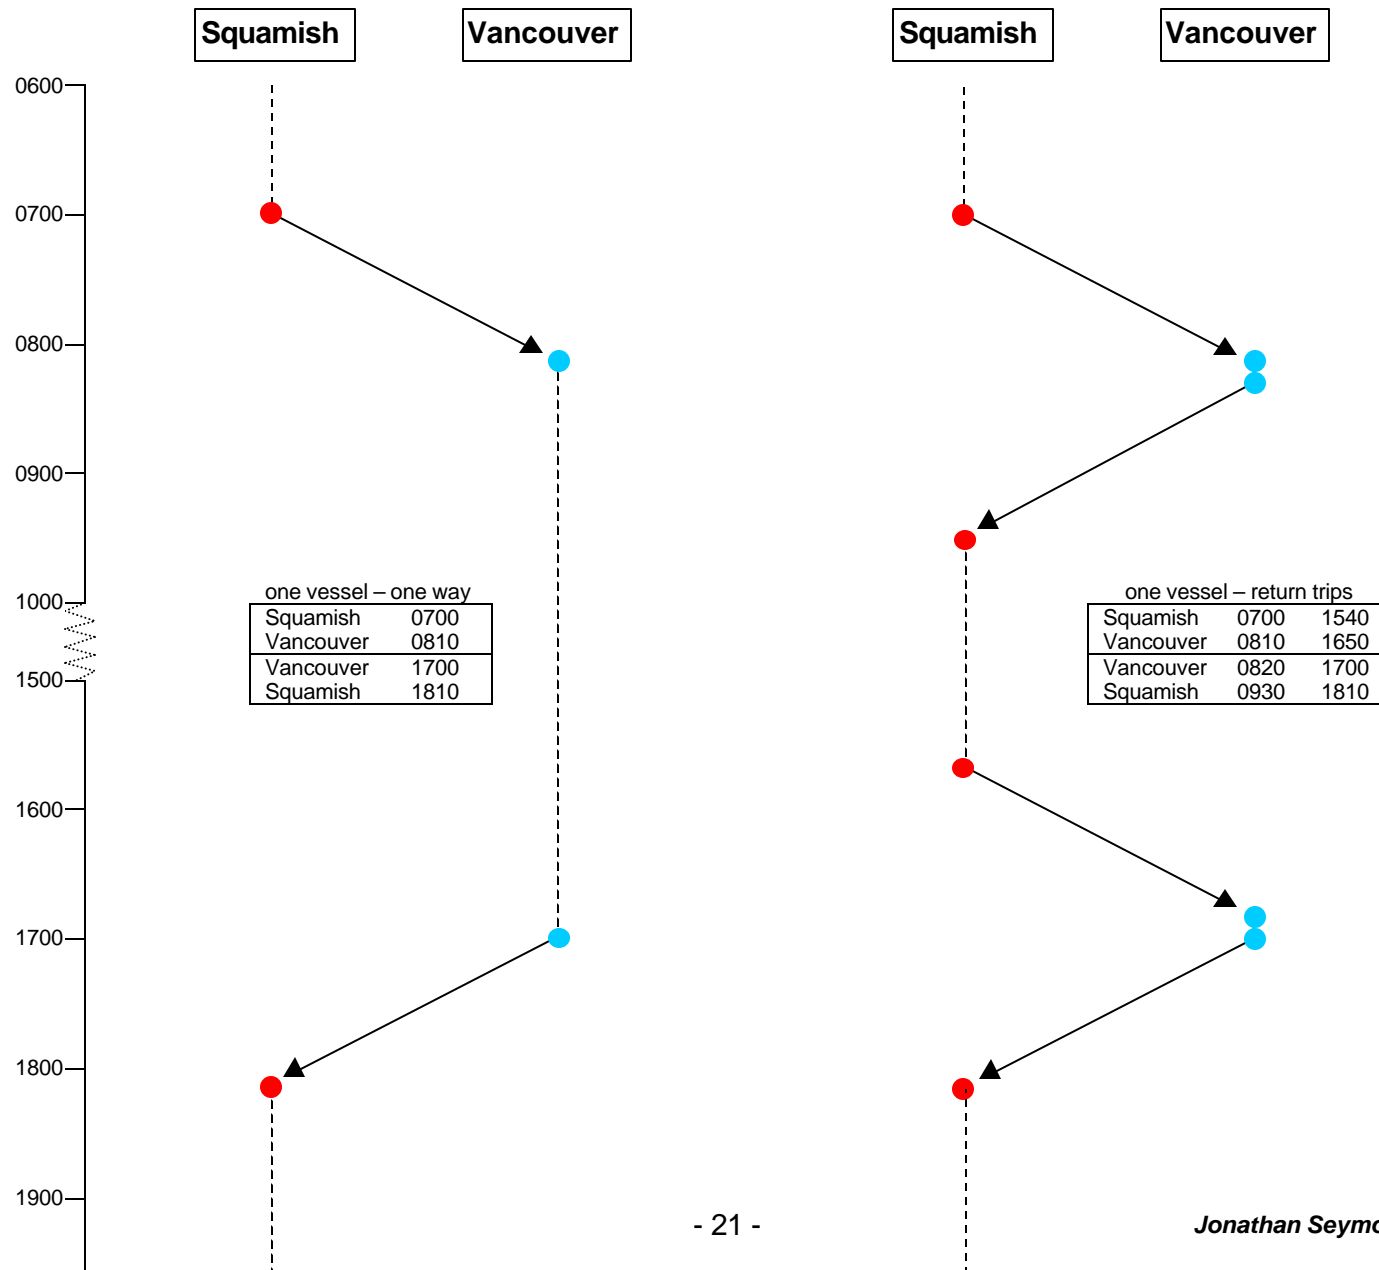 Squamish Vancouver Squamish Vancouver
0600
0700
0800
0900
1000
1500
1600
1700
1800
1900
one vessel – one way
Squamish 0700
Vancouver 0810
Vancouver 1700
Squamish 1810
one vessel – return trips
Squamish 0700 1540
Vancouver 0810 1650
Vancouver 0820 1700
Squamish 0930 1810
- 21 -
Jonathan Seymo